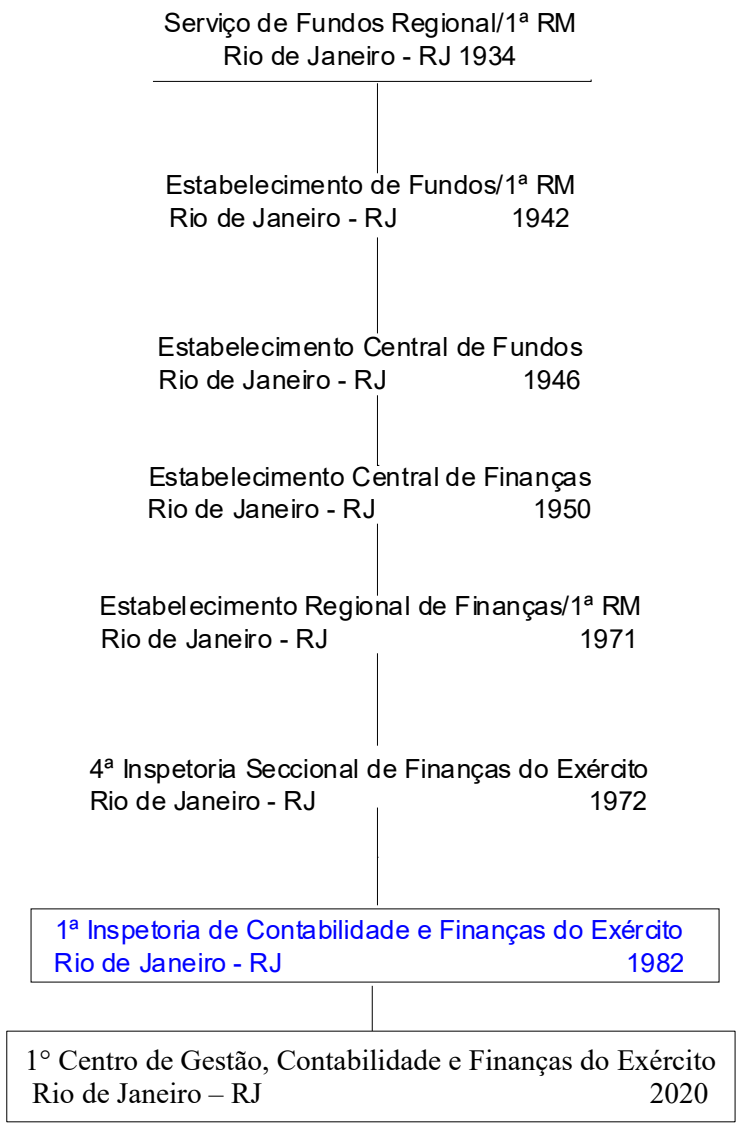 Serviço de Fundos Regional/1ª RM
Rio de Janeiro - RJ 1934
Estabelecimento de Fundos/1ª RM
Rio de Janeiro - RJ 1942
Estabelecimento Central de Fundos
Rio de Janeiro - RJ 1946
Estabelecimento Central de Finanças
Rio de Janeiro - RJ 1950
Estabelecimento Regional de Finanças/1ª RM
Rio de Janeiro - RJ 1971
4ª Inspetoria Seccional de Finanças do Exército
Rio de Janeiro - RJ 1972
1ª Inspetoria de Contabilidade e Finanças do Exército
Rio de Janeiro - RJ 1982
1° Centro de Gestão, Contabilidade e Finanças do Exército
Rio de Janeiro – RJ 2020